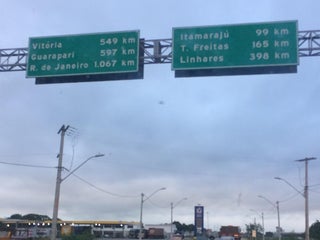 Vitória 549 km
Guarapari 597 km
R. de Janeiro 1.067 km
Itamarajú 99 km
T. Freitas 165 km
Linhares 398 km